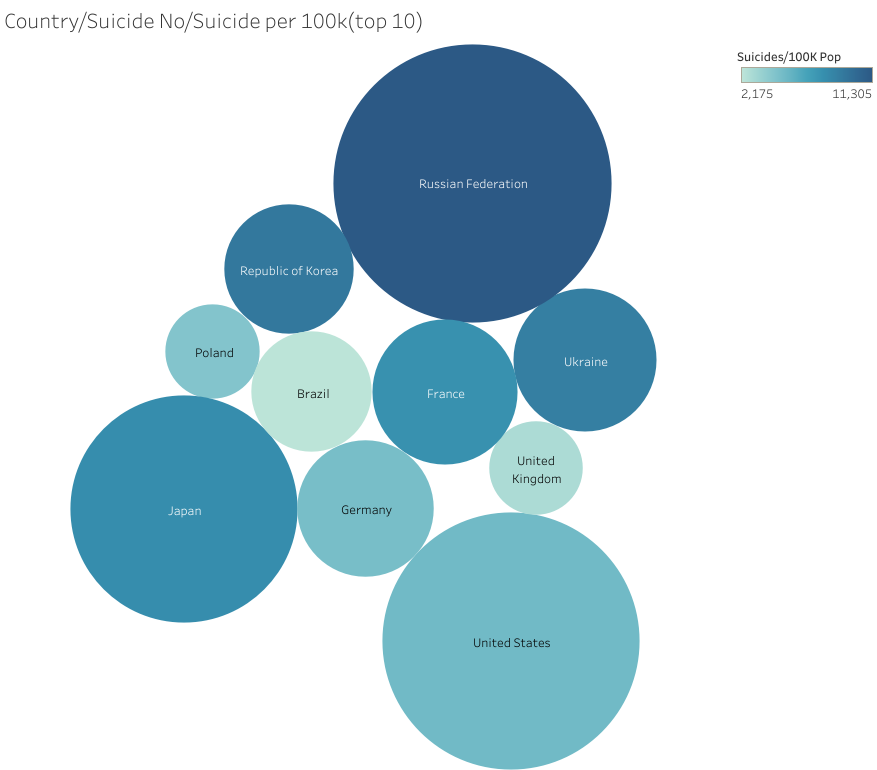 Country/Suicide No/Suicide per 100k(top 10)
Suicides/100K Pop
2,175 11,305
Russian Federation
Republic of Korea
Poland
Ukraine
Brazil
France
United
Kingdom
Japan
Germany
United States